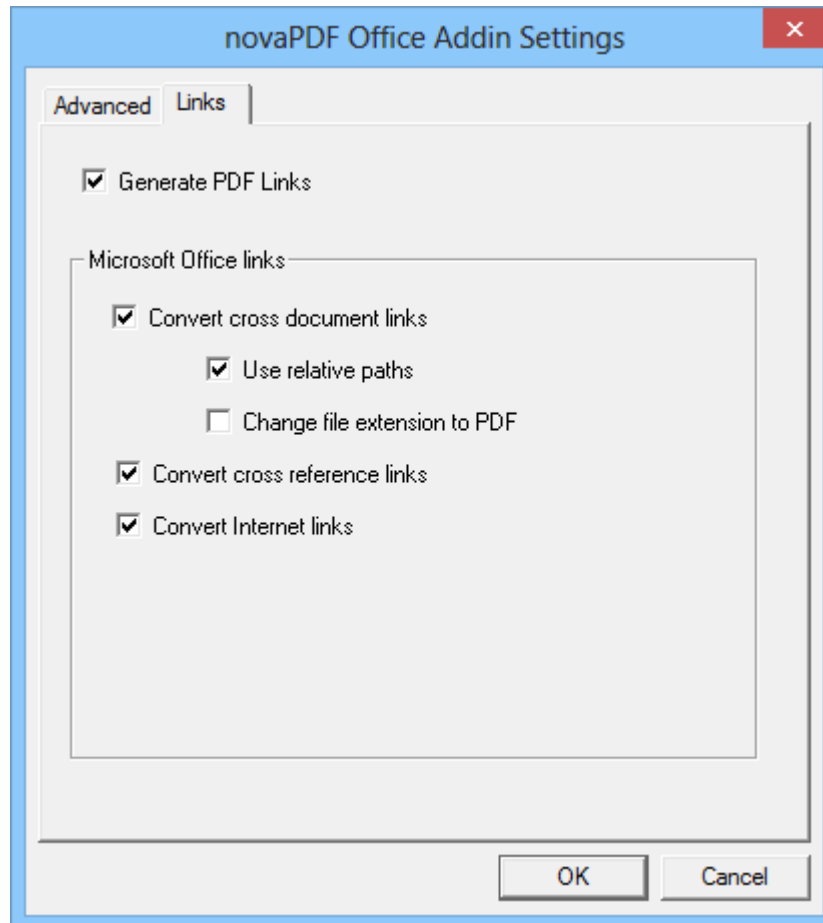 novaPDF Office Addin Settings
Advanced Links
Generate PDF Links
Microsoft Office links
Convert cross document links
Use relative paths
Change file extension to PDF
Convert cross reference links
Convert Internet links
OK Cancel